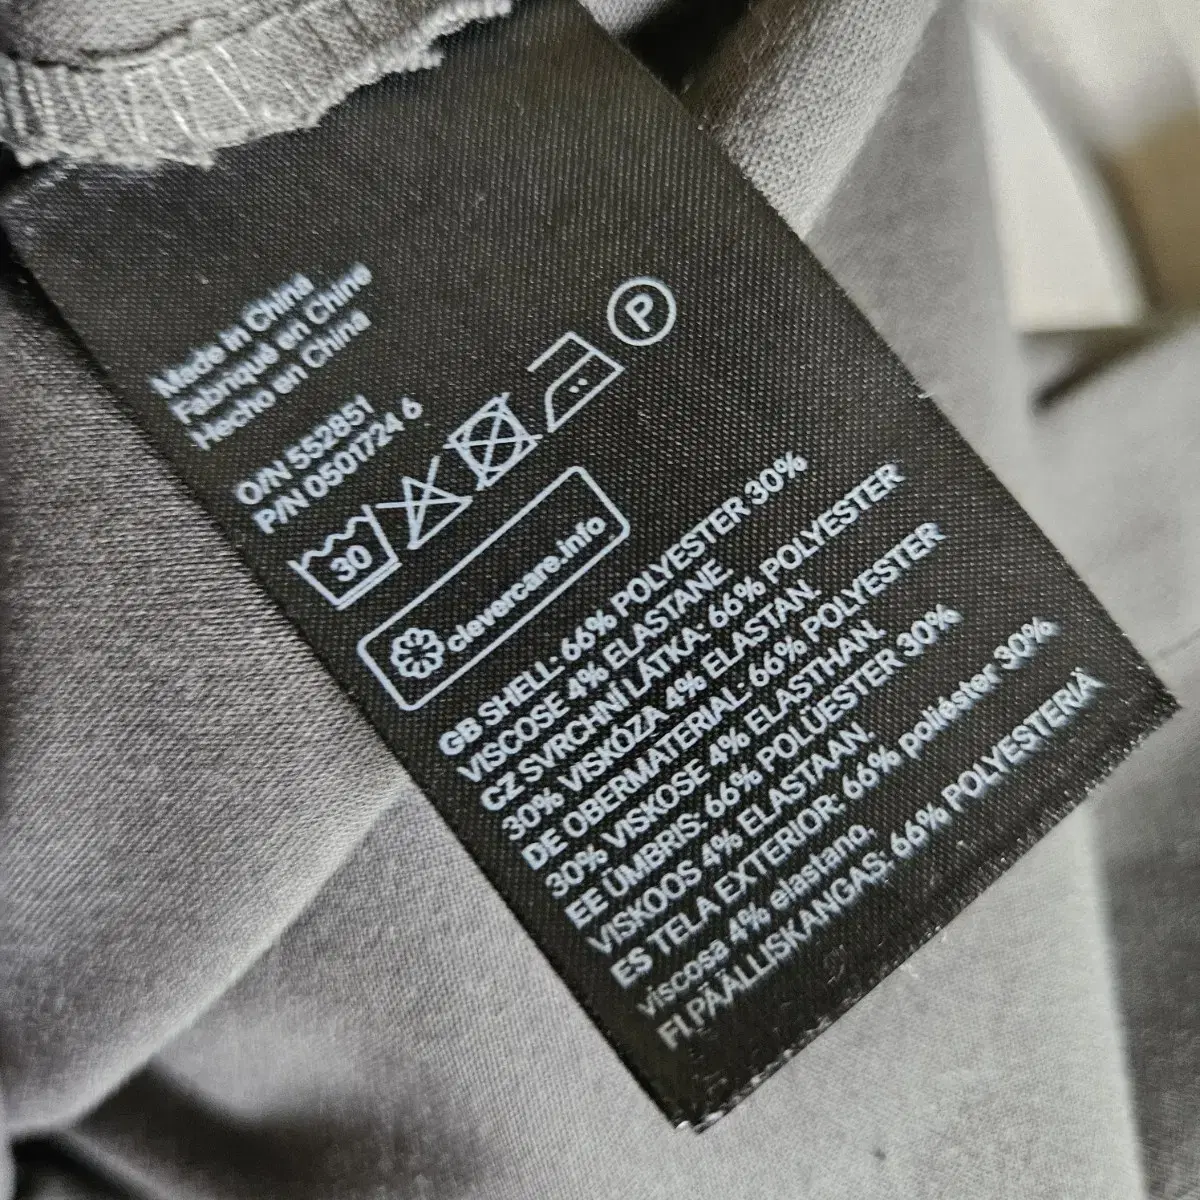 Made in China
Fabriqué en Chine
Hecho en China
O/N 552851
P/N 0501724 6
30
P
clevercare.info
GB SHELL: 66% POLYESTER 30%
VISCOSE 4% ELASTANE
CZ SVRCHNÍ LÁTKA: 66% POLYESTER
30% VISKÓZA 4% ELASTAN.
DE OBERMATERIAL: 66% POLYESTER
30% VISKOSE 4% ELASTHAN.
EE ÜMBRIS: 66% POLÜESTER 30%
VISKOOS 4% ELASTAAN.
ES TELA EXTERIOR: 66% poliéster 30%
viscosa 4% elastano.
FI PÄÄLLISKANGAS: 66% POLYESTERIÄ